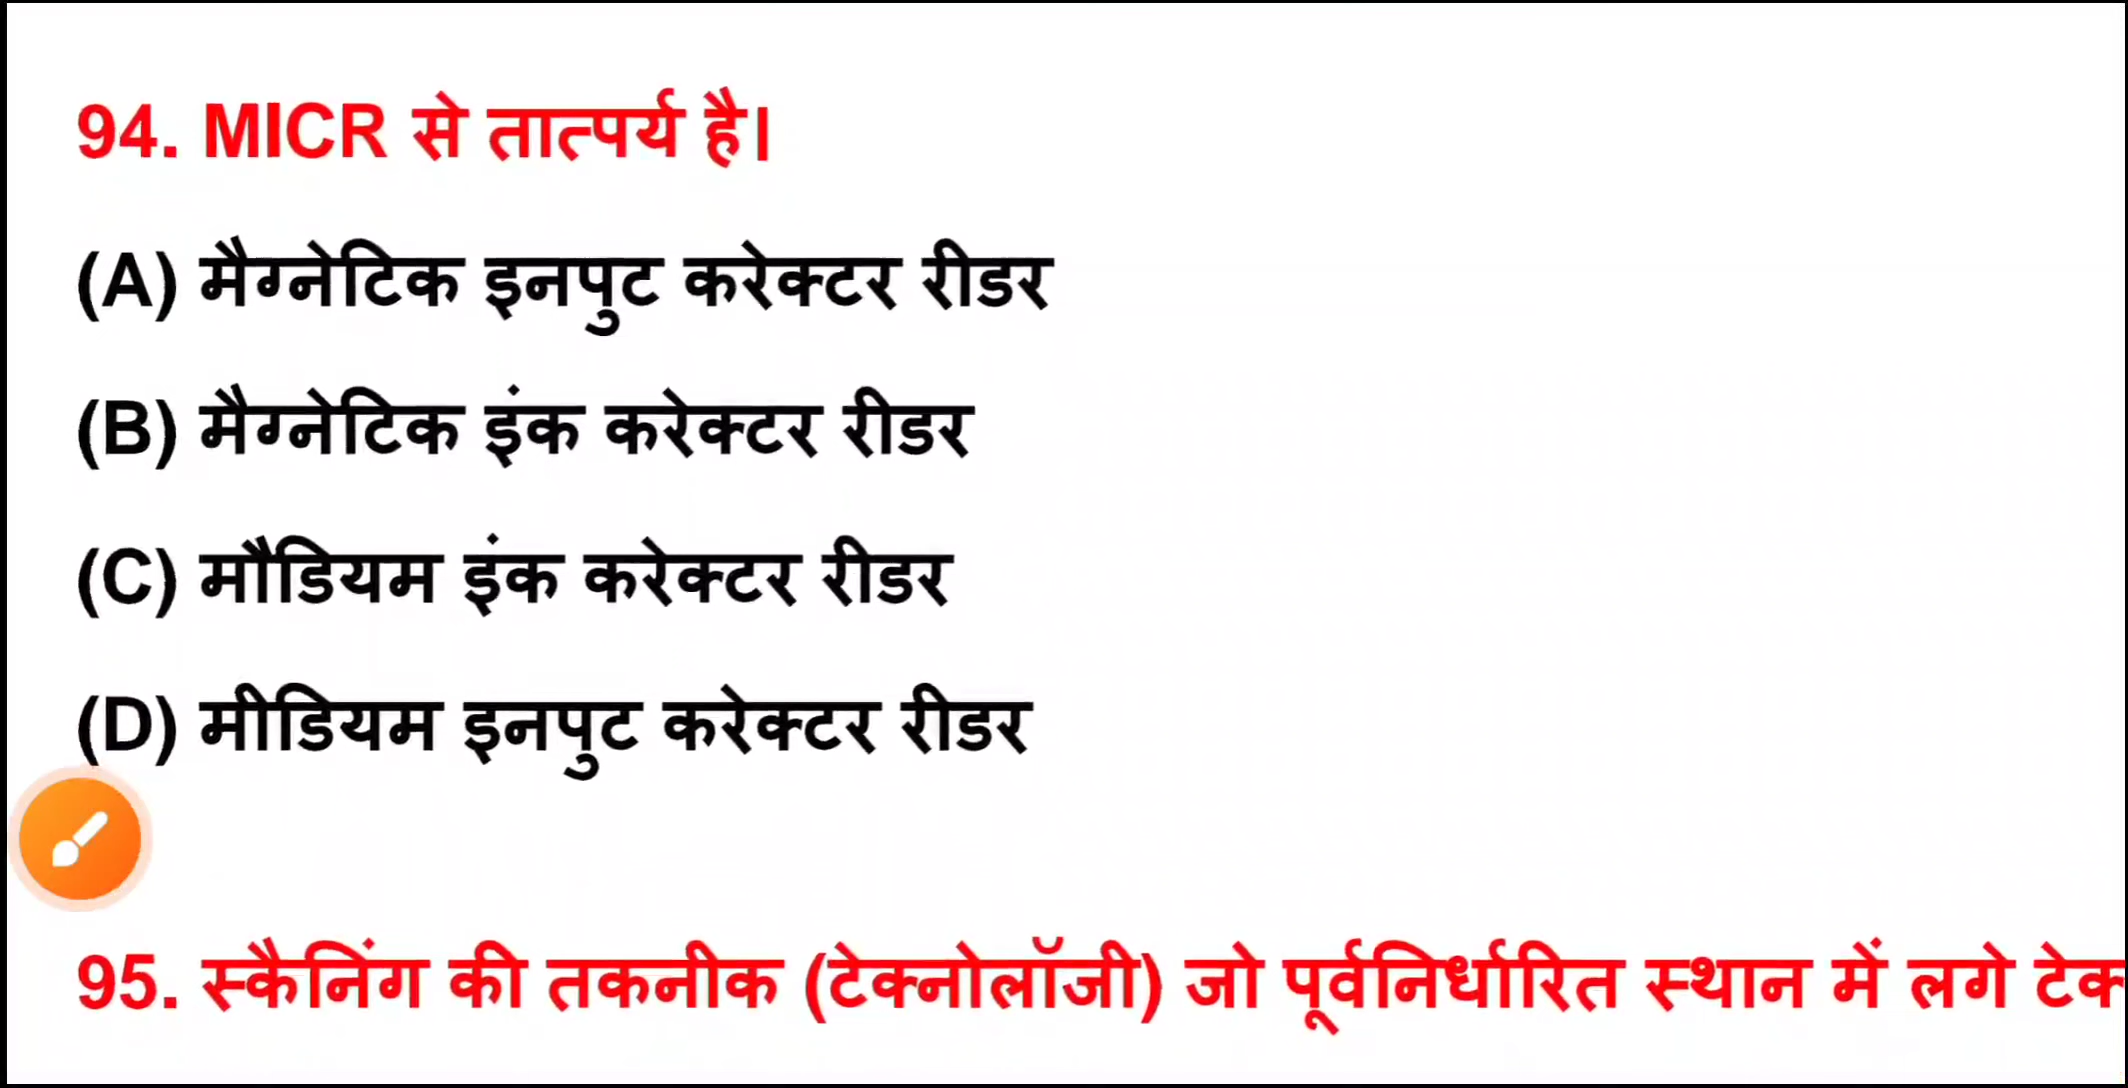 94. MICR से तात्पर्य है।
(A) मैग्नेटिक इनपुट करेक्टर रीडर
(B) मैग्नेटिक इंक करेक्टर रीडर
(C) मौडियम इंक करेक्टर रीडर
(D) मीडियम इनपुट करेक्टर रीडर
95. स्कैनिंग की तकनीक (टेक्नोलॉजी) जो पूर्वनिर्धारित स्थान में लगे